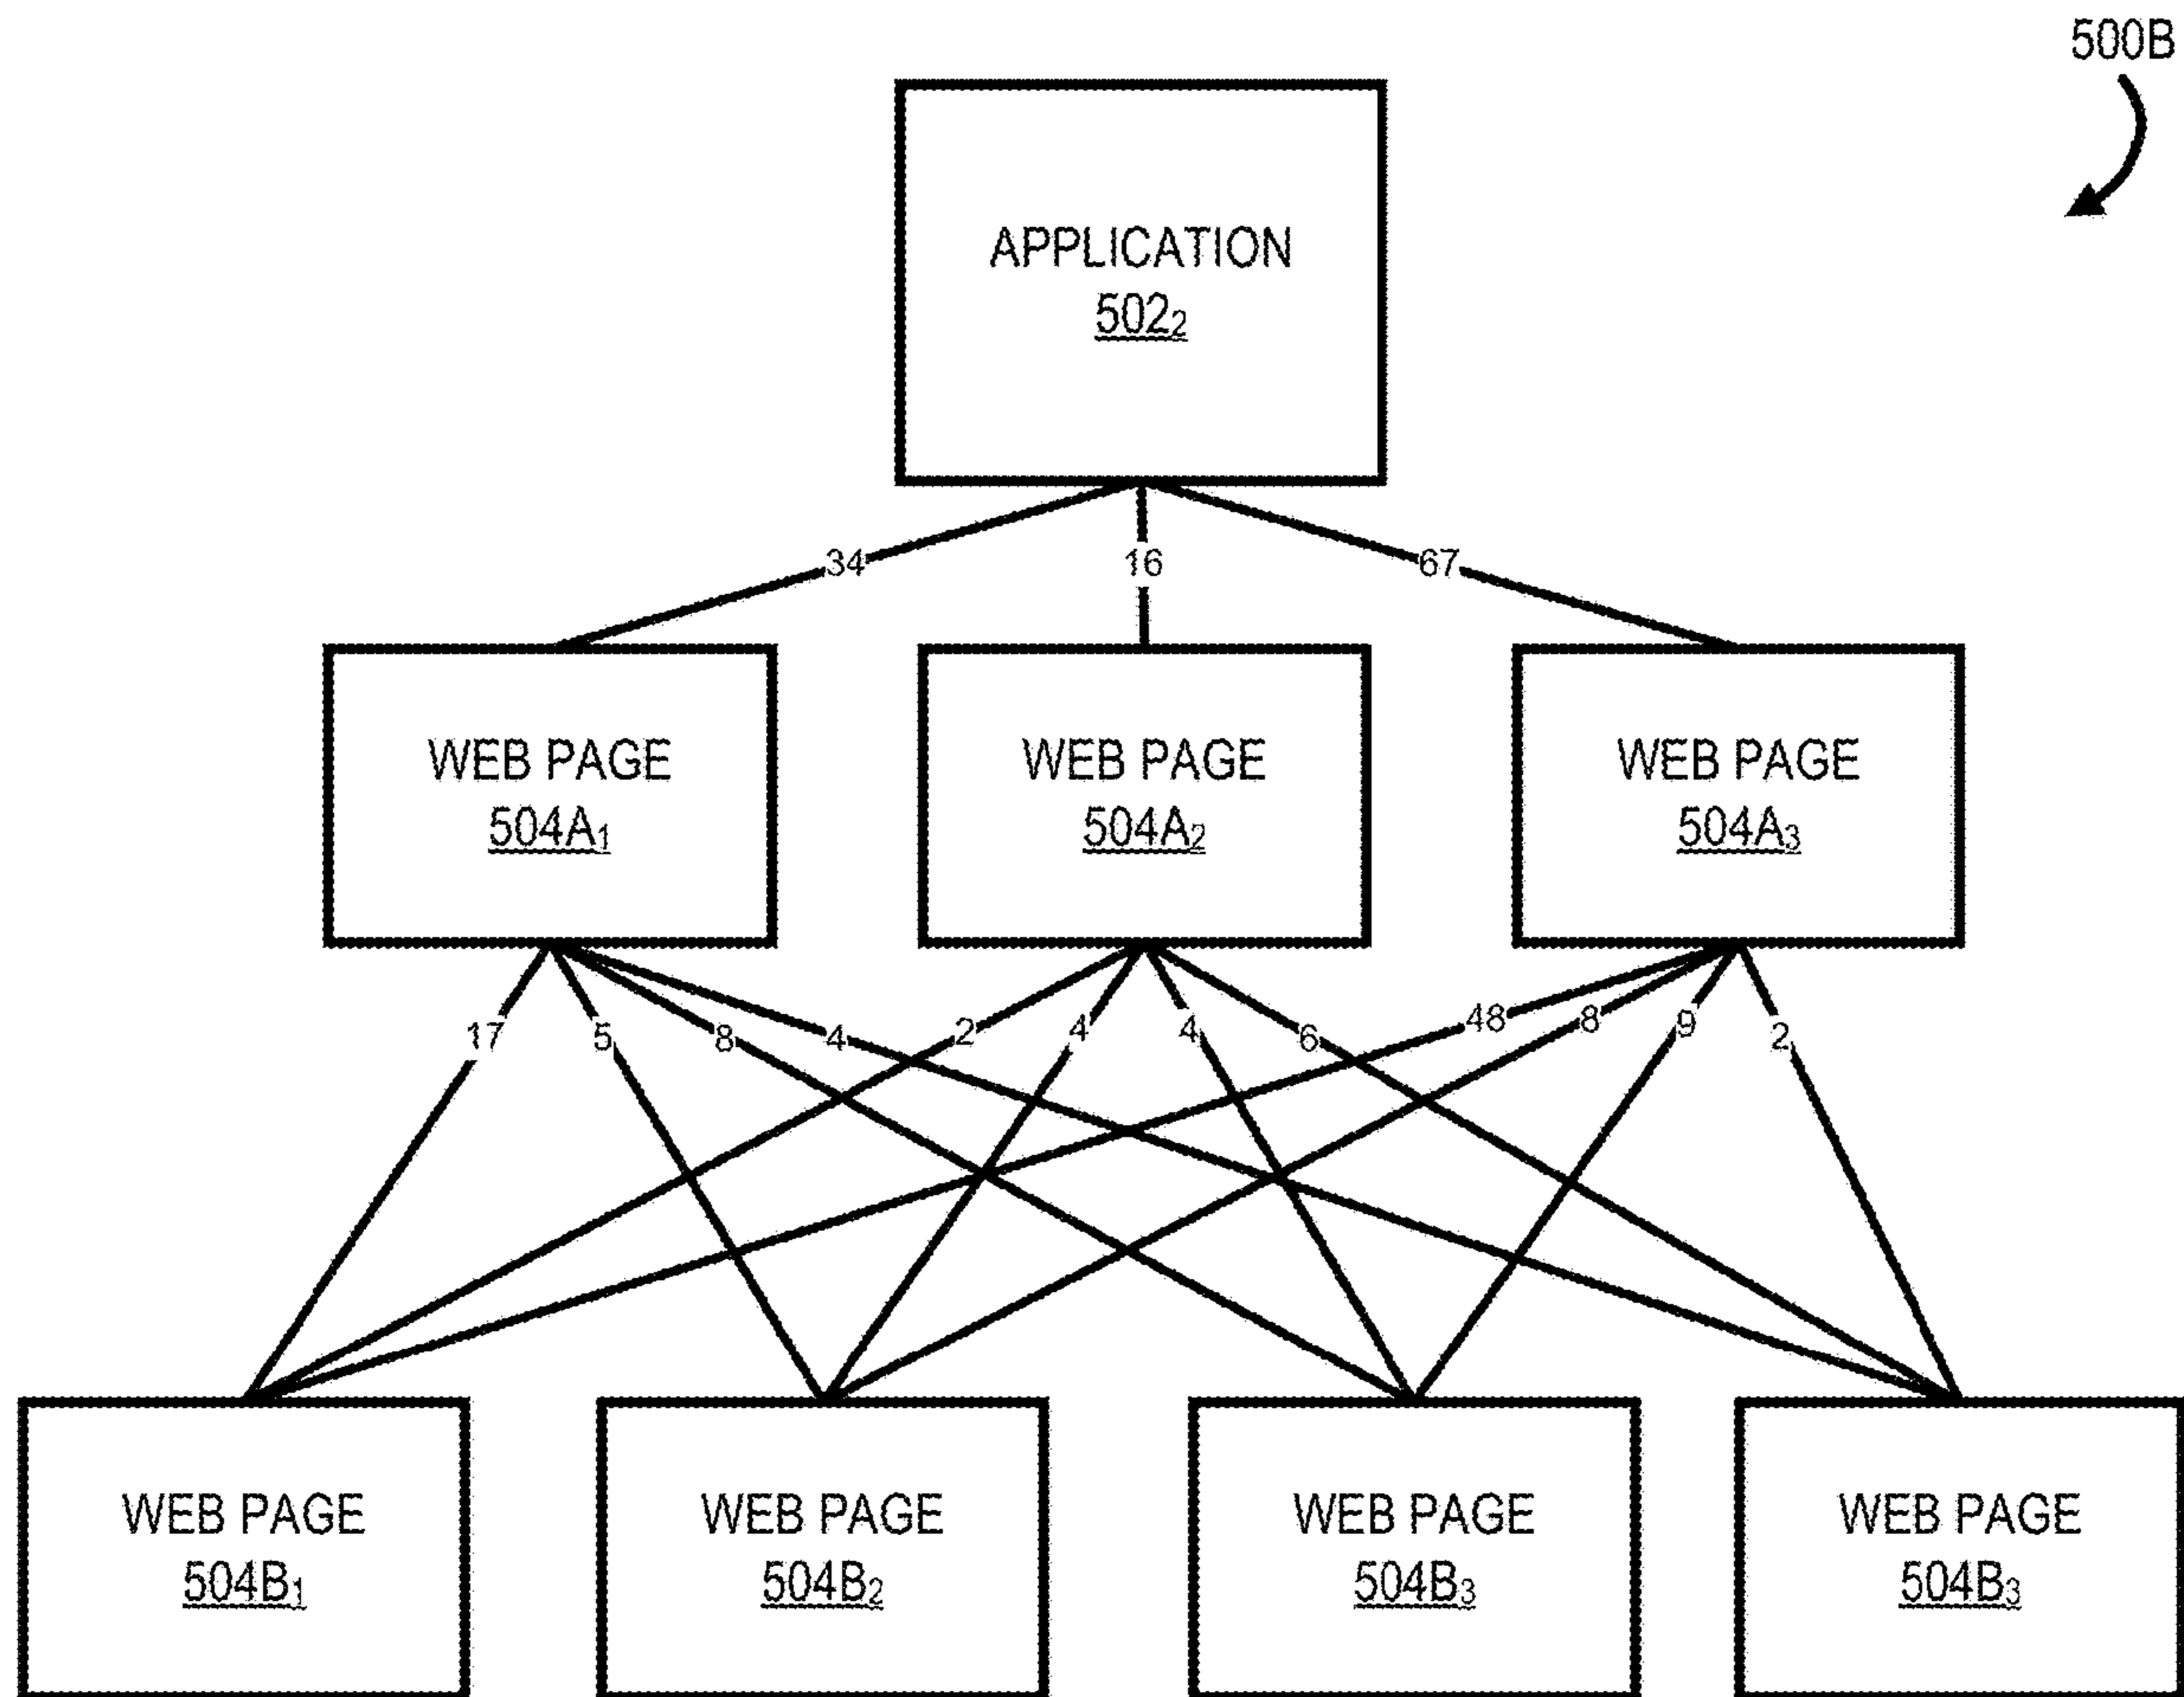 500B
APPLICATION
502₂
34
16
67
WEB PAGE
504A₁
WEB PAGE
504A₂
WEB PAGE
504A₃
17
5
8
4
2
4
4
6
48
8
9
2
WEB PAGE
504B₁
WEB PAGE
504B₂
WEB PAGE
504B₃
WEB PAGE
504B₃